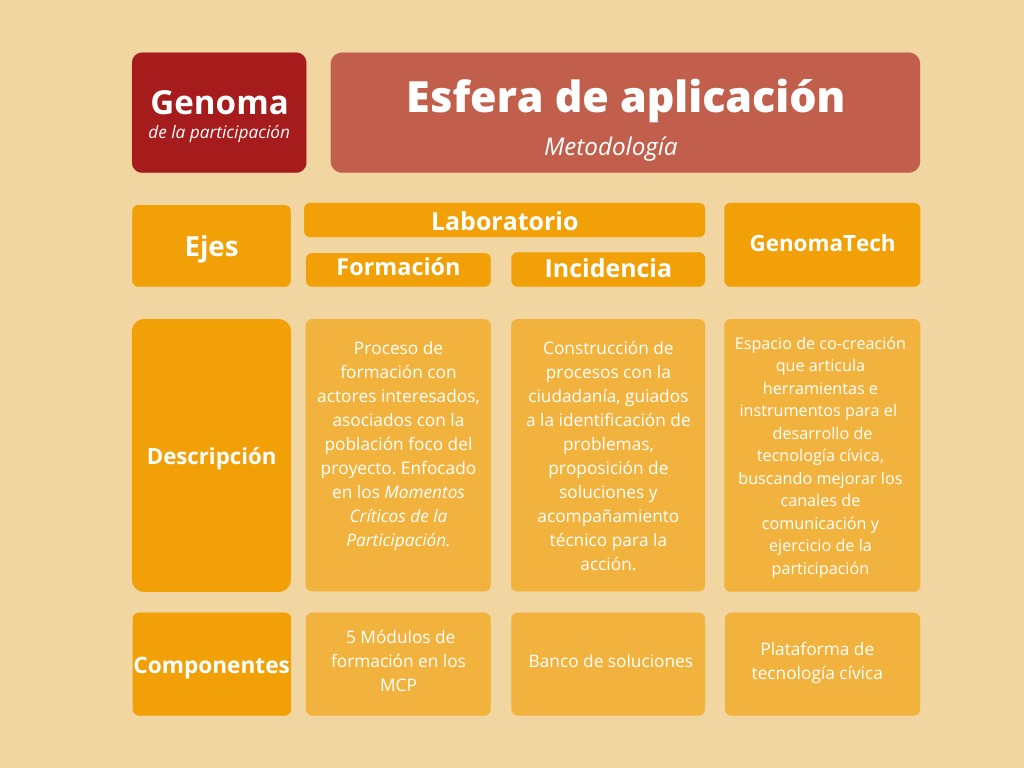 Genoma
de la participación
Esfera de aplicación
Metodología
Ejes
Laboratorio
Formación
Incidencia
GenomaTech
Descripción
Proceso de
formación con
actores interesados,
asociados con la
población foco del
proyecto. Enfocado
en los Momentos
Críticos de la
Participación.
Construcción de
procesos con la
ciudadanía, guiados
a la identificación de
problemas,
proposición de
soluciones y
acompañamiento
técnico para la
acción.
Espacio de co-creación
que articula
herramientas e
instrumentos para el
desarrollo de
tecnología cívica,
buscando mejorar los
canales de
comunicación y
ejercicio de la
participación
Componentes
5 Módulos de
formación en los
MCP
Banco de soluciones
Plataforma de
tecnología cívica